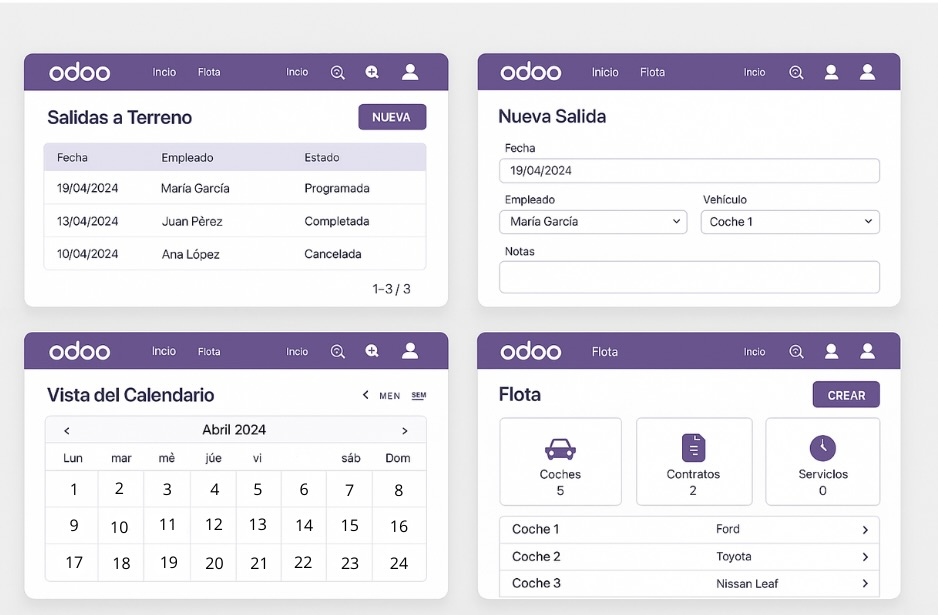 odoo Incio Flota Incio
Salidas a Terreno NUEVA
Fecha Empleado Estado
19/04/2024 María García Programada
13/04/2024 Juan Pèrez Completada
10/04/2024 Ana López Cancelada
1–3 / 3
odoo Inicio Flota Incio
Nueva Salida
Fecha
19/04/2024
Empleado Vehículo
María García Coche 1
Notas
odoo Incio Flota Incio
Vista del Calendario < MEN SEM
< Abril 2024 >
Lun mar mè júe vi sáb Dom
1 2 3 4 5 6 7 8
9 10 11 12 13 14 15 16
17 18 19 20 21 22 23 24
odoo Flota Incio
Flota CREAR
Coches Contratos Serviclos
5 2 0
Coche 1 Ford >
Coche 2 Toyota >
Coche 3 Nissan Leaf >